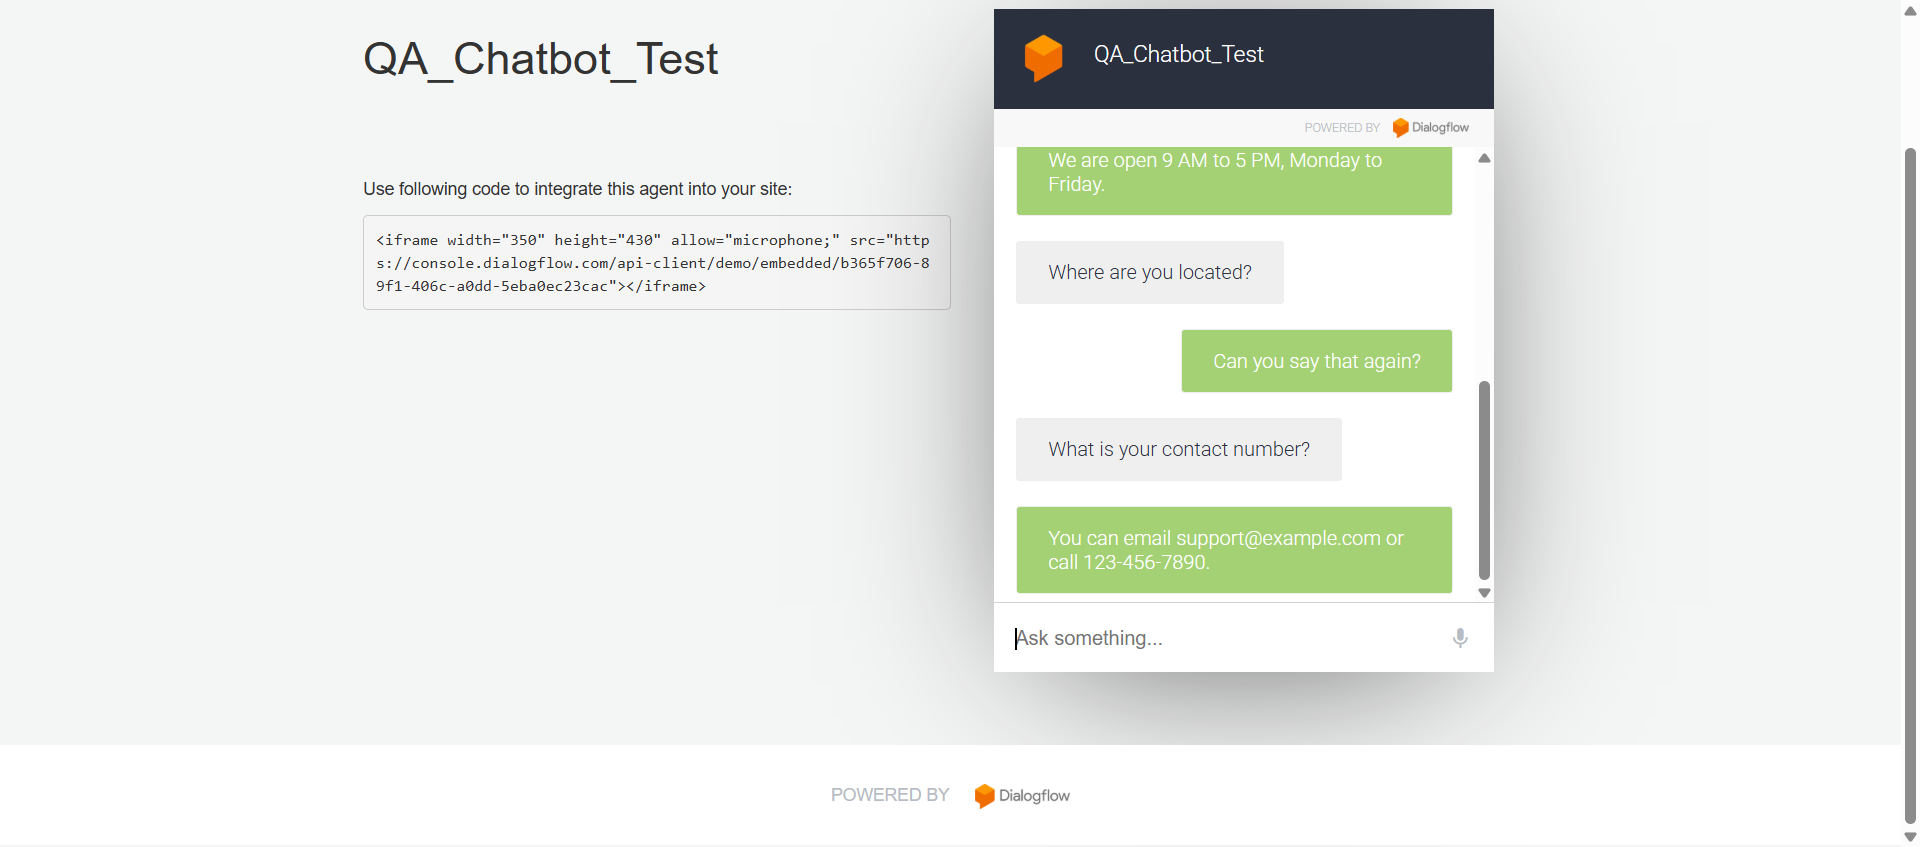 QA_Chatbot_Test
Use following code to integrate this agent into your site:
<iframe width="350" height="430" allow="microphone;" src="http
s://console.dialogflow.com/api-client/demo/embedded/b365f706-8
9f1-406c-a0dd-5eba0ec23cac"></iframe>
QA_Chatbot_Test
POWERED BY Dialogflow
We are open 9 AM to 5 PM, Monday to
Friday.
Where are you located?
Can you say that again?
What is your contact number?
You can email support@example.com or
call 123-456-7890.
Ask something...
POWERED BY Dialogflow